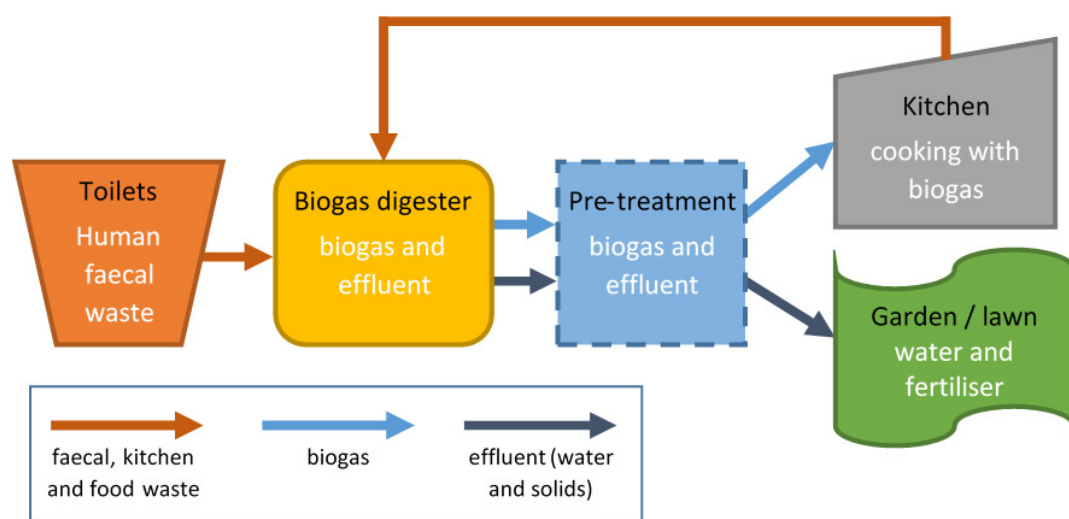 Toilets
Human
faecal
waste
Biogas digester
biogas and
effluent
Pre-treatment
biogas and
effluent
Kitchen
cooking with
biogas
Garden / lawn
water and
fertiliser
faecal, kitchen
and food waste
biogas
effluent (water
and solids)